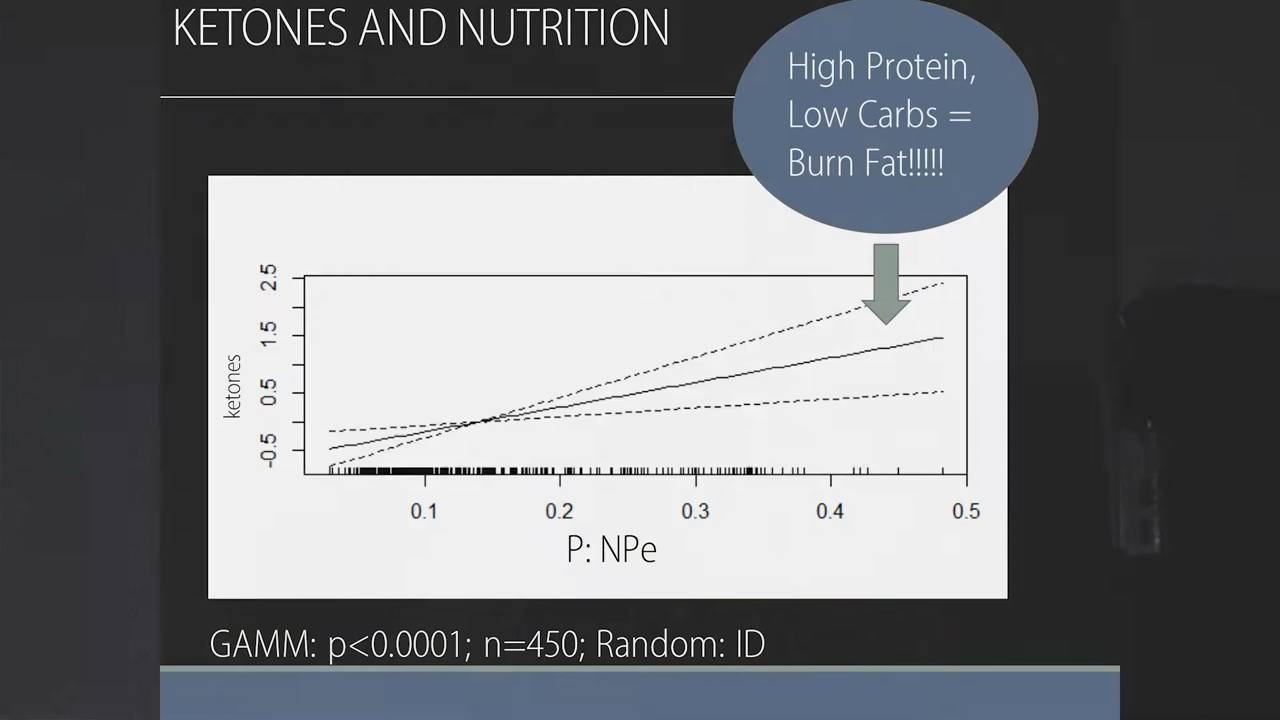 KETONES AND NUTRITION
High Protein,
Low Carbs =
Burn Fat!!!!!
2.5
1.5
0.5
-0.5
ketones
0.1 0.2 0.3 0.4 0.5
P: NPe
GAMM: p<0.0001; n=450; Random: ID